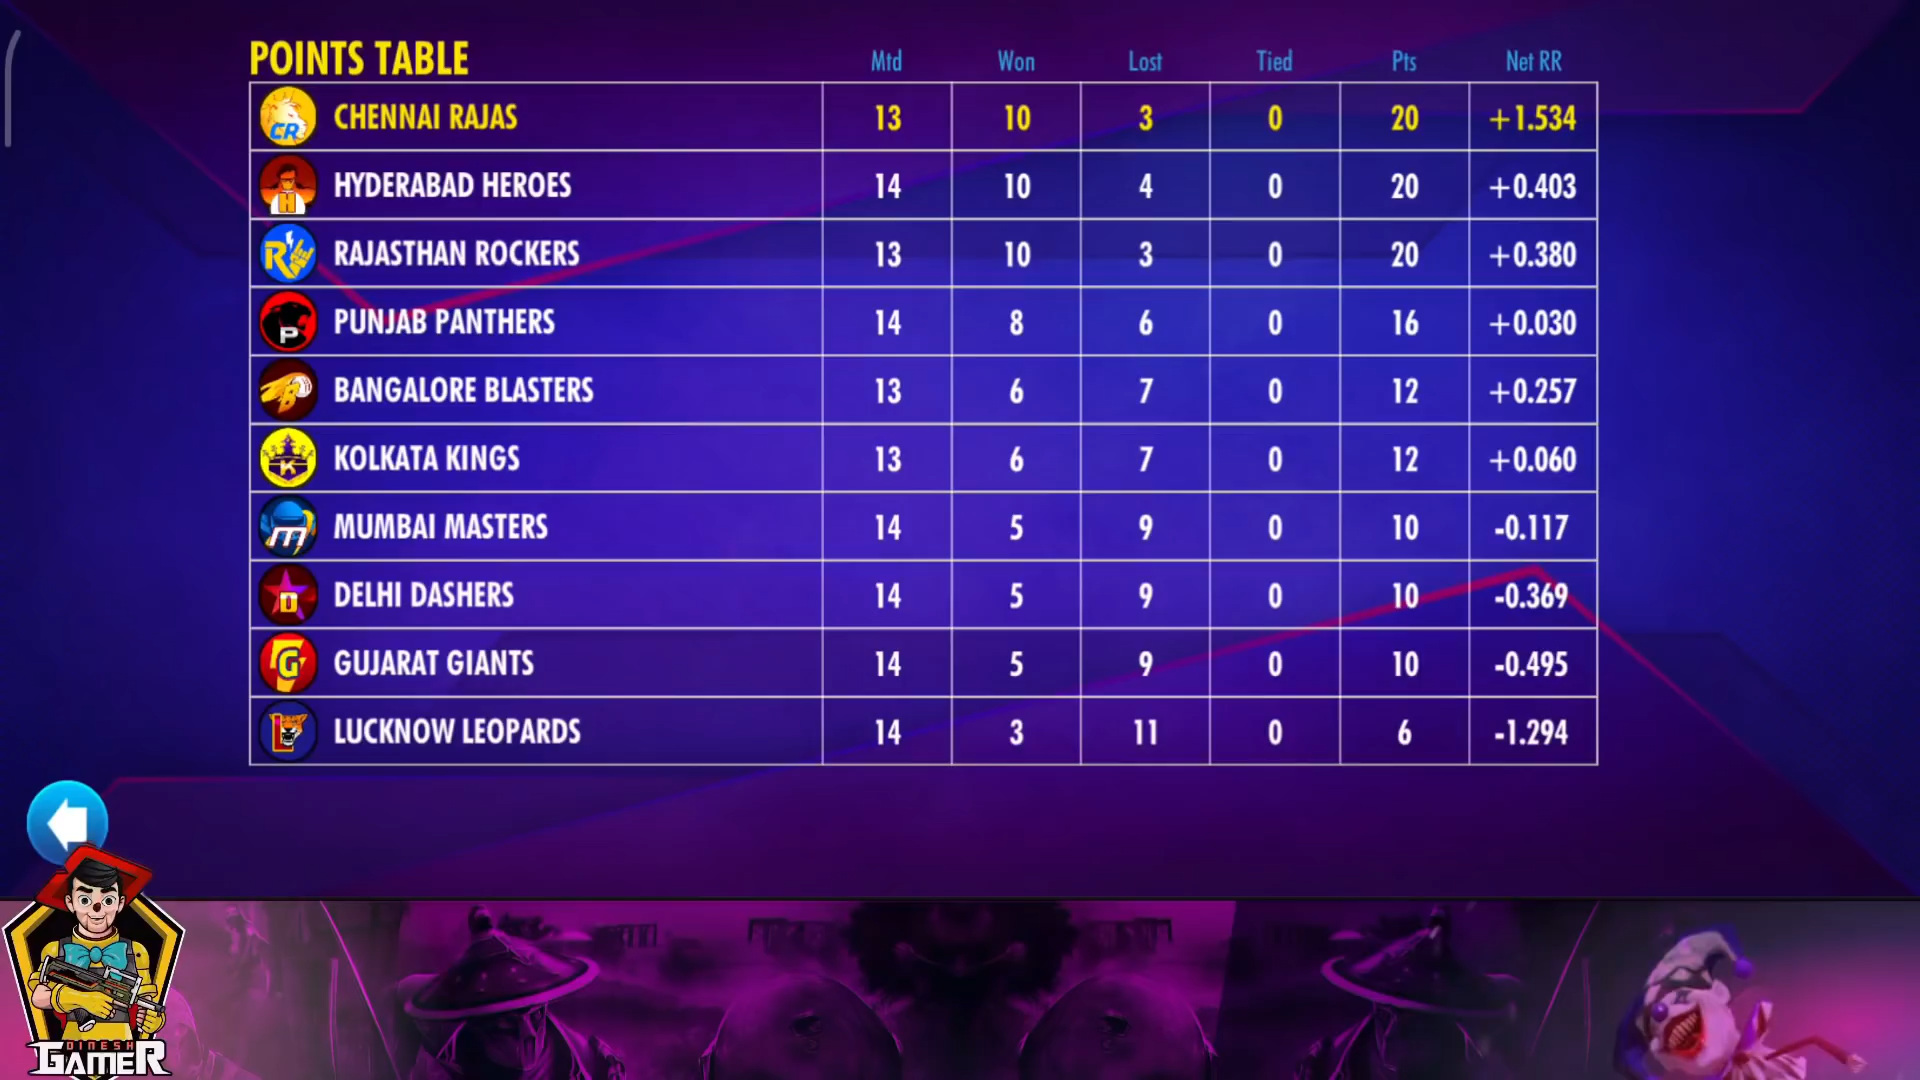 POINTS TABLE Mtd Won Lost Tied Pts Net RR
CR CHENNAI RAJAS 13 10 3 0 20 +1.534
H HYDERABAD HEROES 14 10 4 0 20 +0.403
R RAJASTHAN ROCKERS 13 10 3 0 20 +0.380
P PUNJAB PANTHERS 14 8 6 0 16 +0.030
B BANGALORE BLASTERS 13 6 7 0 12 +0.257
K KOLKATA KINGS 13 6 7 0 12 +0.060
M MUMBAI MASTERS 14 5 9 0 10 -0.117
D DELHI DASHERS 14 5 9 0 10 -0.369
G GUJARAT GIANTS 14 5 9 0 10 -0.495
L LUCKNOW LEOPARDS 14 3 11 0 6 -1.294
DINESH
GAMER